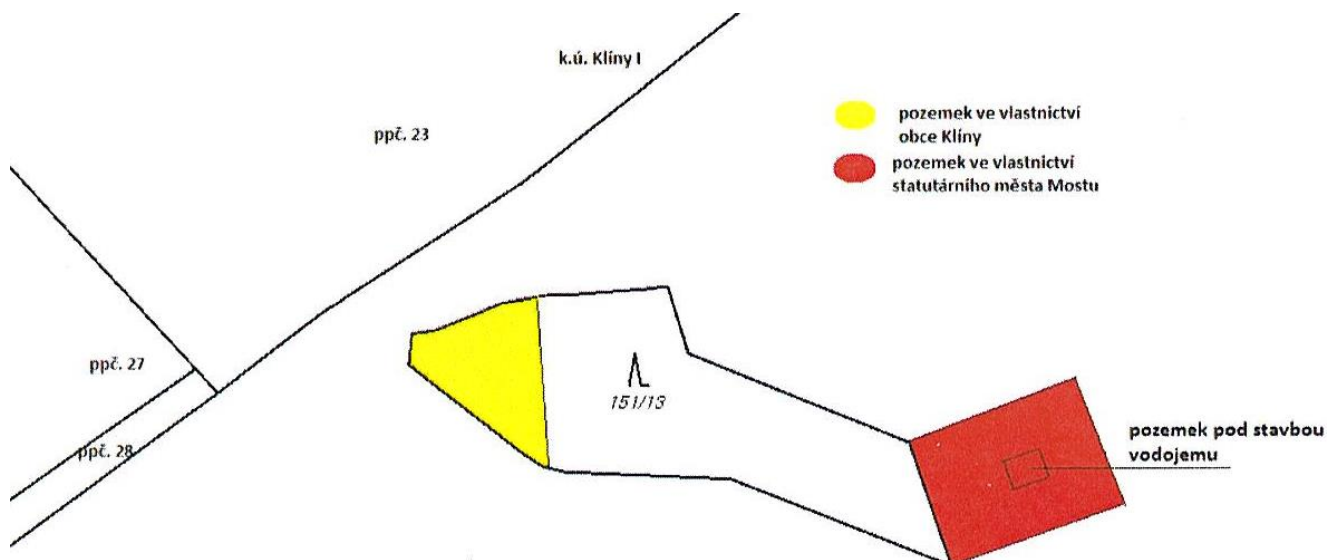 k.ú. Klíny I
ppč. 23
pozemek ve vlastnictví
obce Klíny
pozemek ve vlastnictví
statutárního města Mostu
ppč. 27
151/13
ppč. 28
pozemek pod stavbou
vodojemu